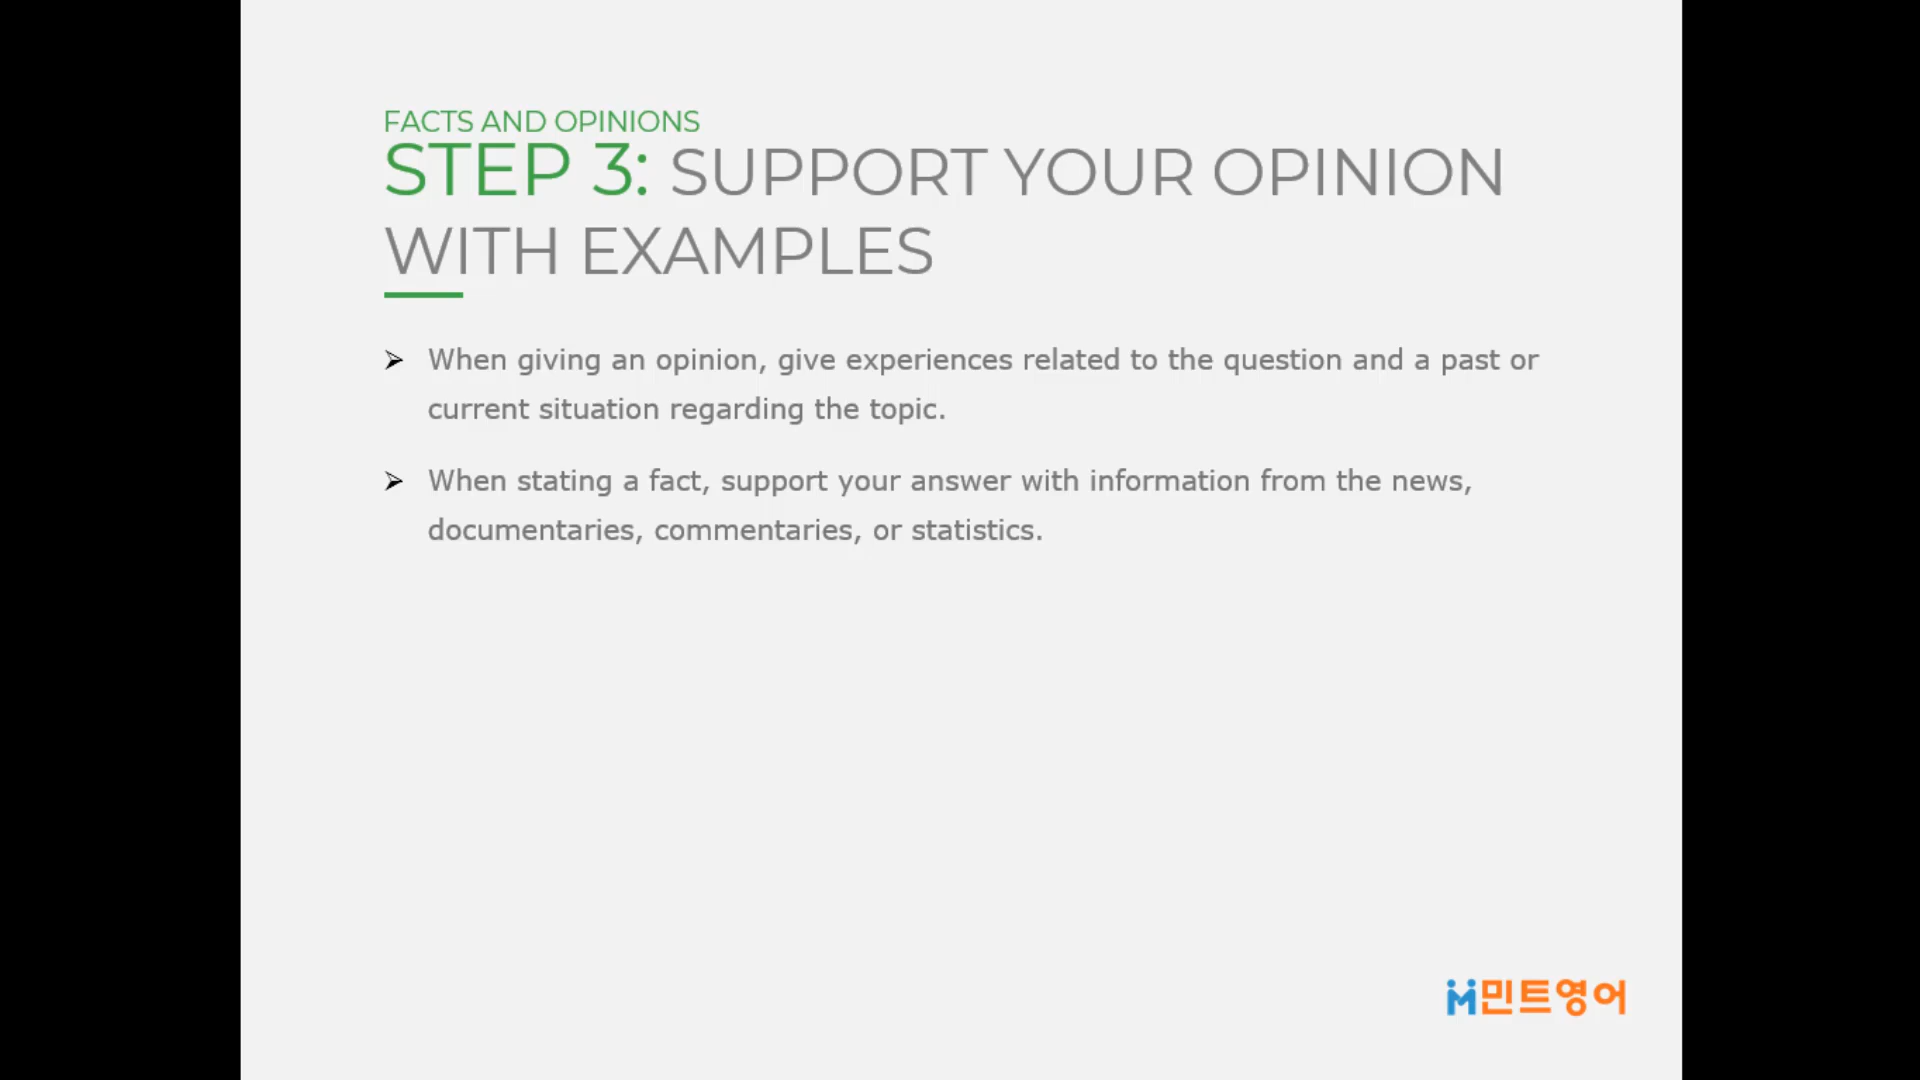 FACTS AND OPINIONS
STEP 3: SUPPORT YOUR OPINION
WITH EXAMPLES
➢ When giving an opinion, give experiences related to the question and a past or
current situation regarding the topic.
➢ When stating a fact, support your answer with information from the news,
documentaries, commentaries, or statistics.
M민트영어